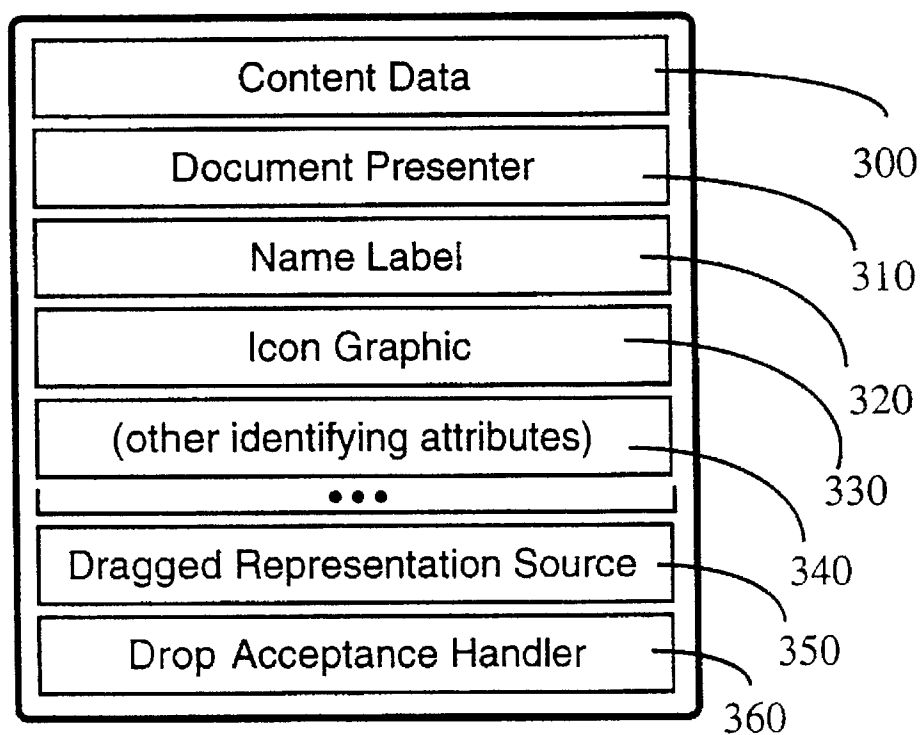 Content Data
300
Document Presenter
310
Name Label
320
Icon Graphic
330
(other identifying attributes)
340
•••
Dragged Representation Source
350
Drop Acceptance Handler
360